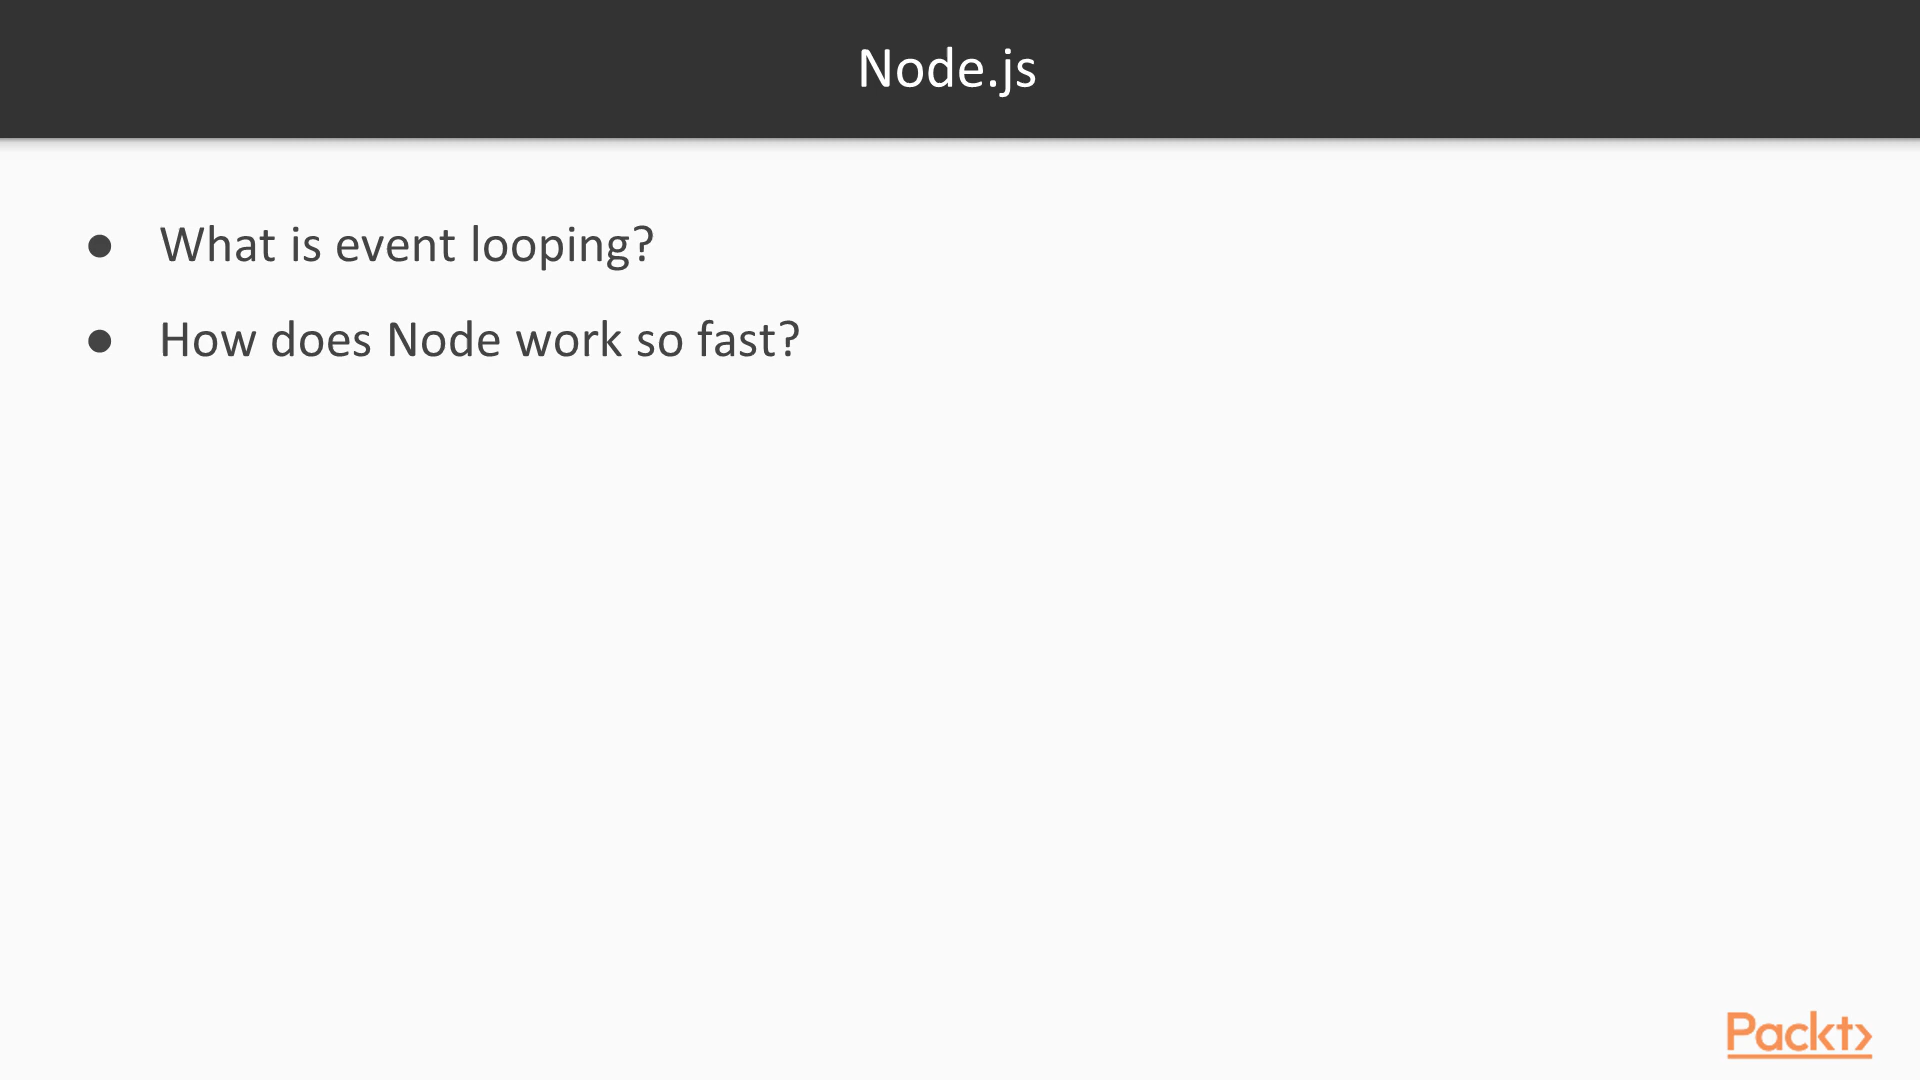 Node.js
● What is event looping?
● How does Node work so fast?
Packt>